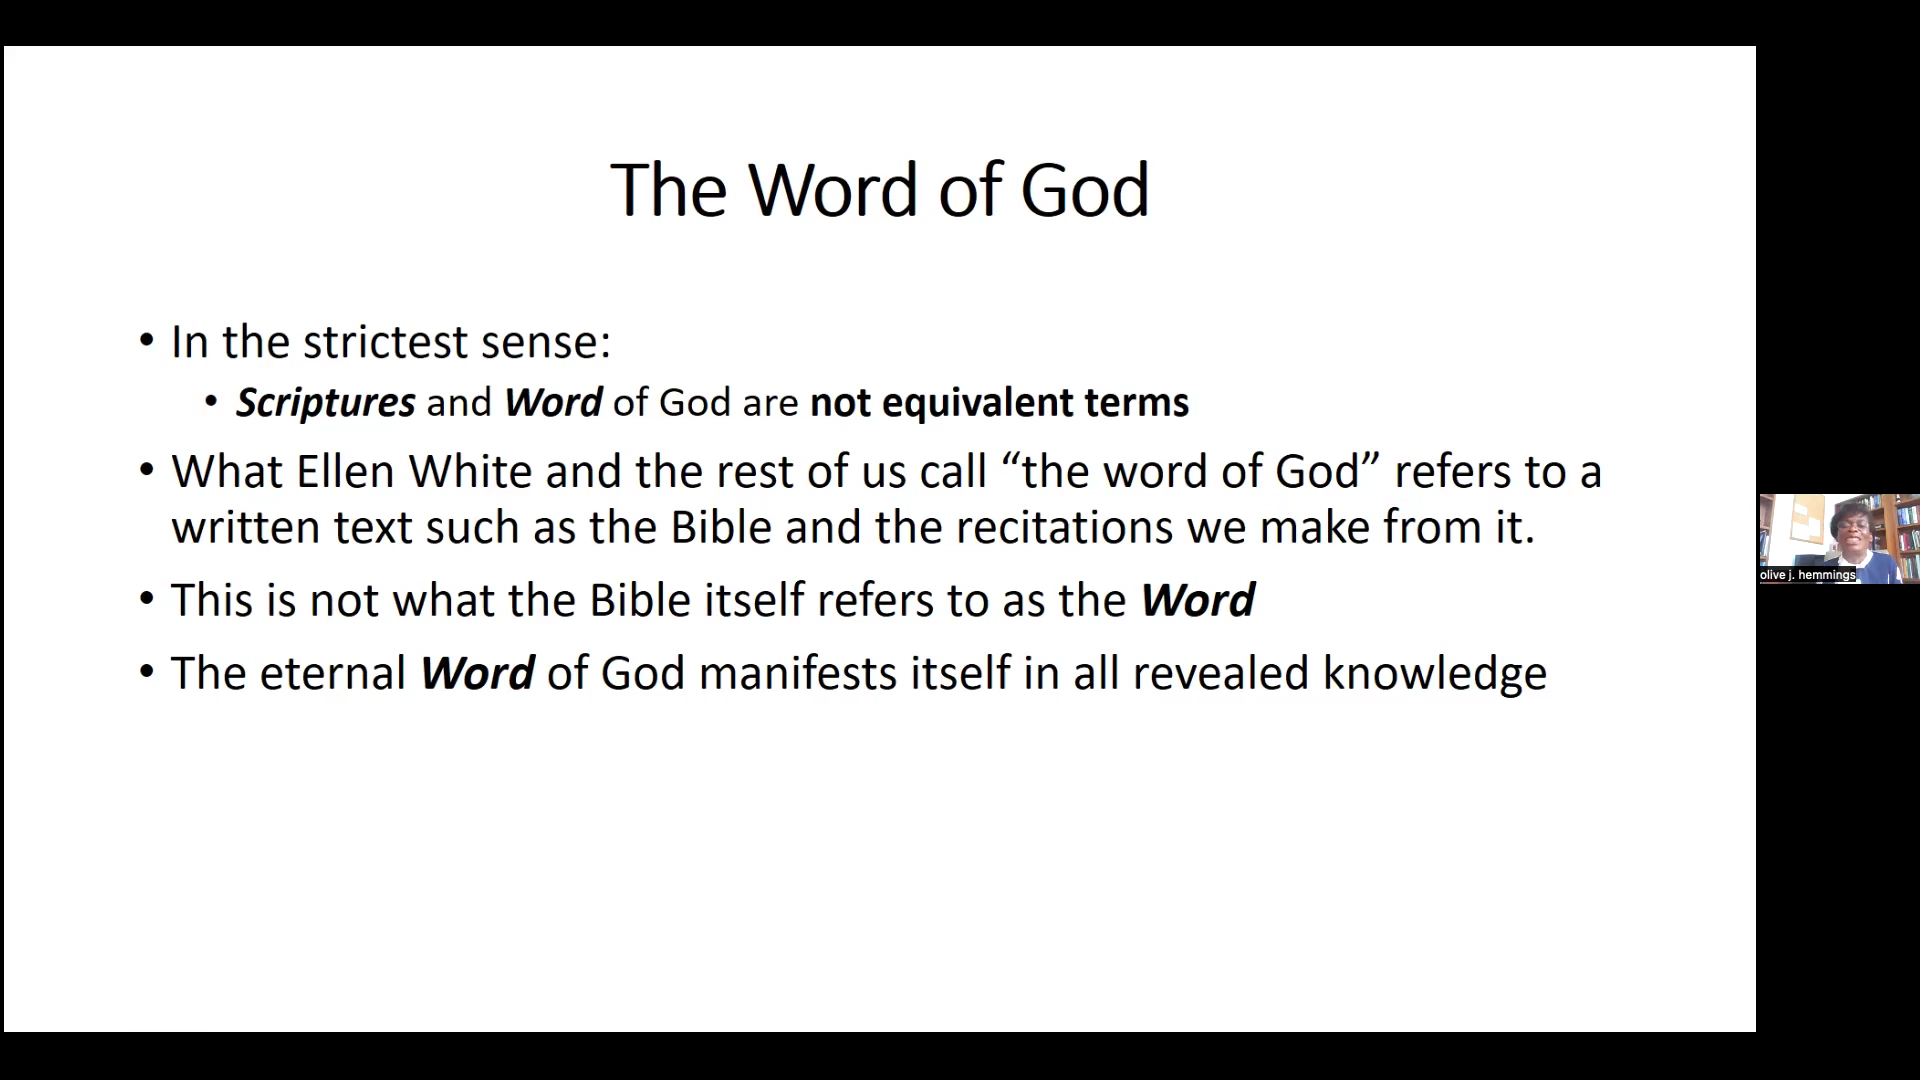 The Word of God
• In the strictest sense:
• Scriptures and Word of God are not equivalent terms
• What Ellen White and the rest of us call “the word of God” refers to a
written text such as the Bible and the recitations we make from it.
• This is not what the Bible itself refers to as the Word
• The eternal Word of God manifests itself in all revealed knowledge
olive j. hemmings